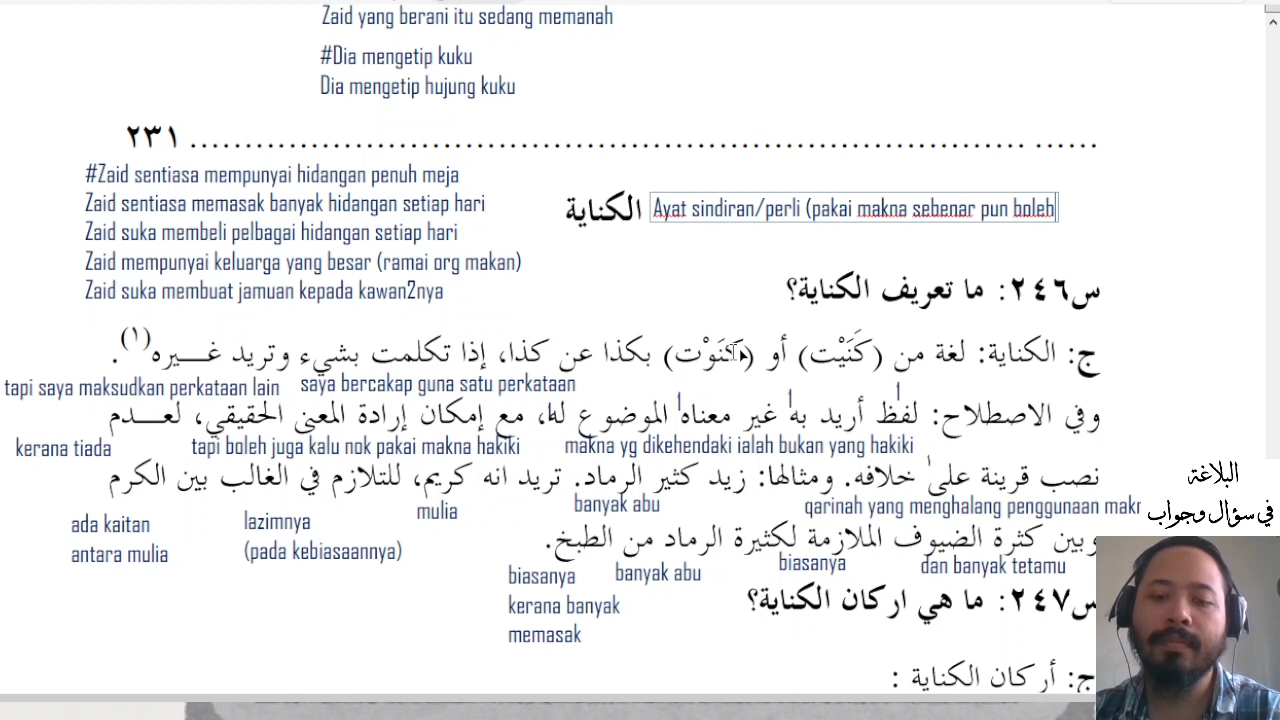 Zaid yang berani itu sedang memanah
#Dia mengetip kuku
Dia mengetip hujung kuku
٢٣١ ........................................................................
#Zaid sentiasa mempunyai hidangan penuh meja
Zaid sentiasa memasak banyak hidangan setiap hari
Zaid suka membeli pelbagai hidangan setiap hari
Zaid mempunyai keluarga yang besar (ramai org makan)
Zaid suka membuat jamuan kepada kawan2nya
الكناية
Ayat sindiran/perli (pakai makna sebenar pun boleh
س٢٤٦: ما تعريف الكناية؟
ج: الكناية: لغة من (كَنَيْت) أو (كَنَوْت) بكذا عن كذا، إذا تكلمت بشيء وتريد غـــيره(١).
saya bercakap guna satu perkataan
tapi saya maksudkan perkataan lain
وفي الاصطلاح: لفظ أريد به غير معناه الموضوع له، مع إمكان إرادة المعنى الحقيقي، لعـــدم
makna yg dikehendaki ialah bukan yang hakiki
tapi boleh juga kalu nok pakai makna hakiki
kerana tiada
نصب قرينة على خلافه. ومثالها: زيد كثير الرماد. تريد انه كريم، للتلازم في الغالب بين الكرم
qarinah yang menghalang penggunaan makr
banyak abu
mulia
lazimnya
(pada kebiasaannya)
ada kaitan
antara mulia
وبين كثرة الضيوف الملازمة لكثيرة الرماد من الطبخ.
dan banyak tetamu
biasanya
banyak abu
biasanya
kerana banyak
memasak
س٢٤٧: ما هي اركان الكناية؟
ج: أركان الكناية :
البلاغة
في سؤال وجواب